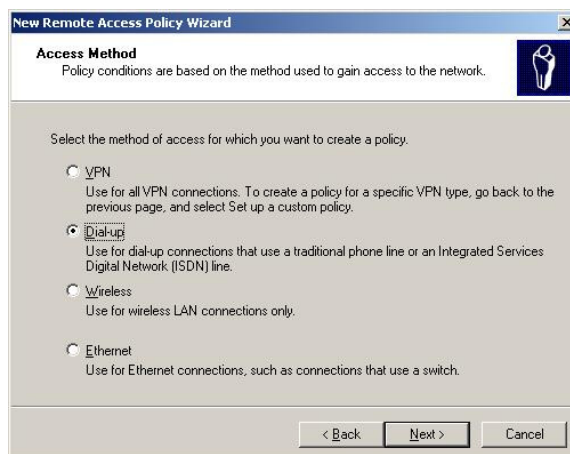 New Remote Access Policy Wizard
Access Method
Policy conditions are based on the method used to gain access to the network.
Select the method of access for which you want to create a policy.
VPN
Use for all VPN connections. To create a policy for a specific VPN type, go back to the
previous page, and select Set up a custom policy.
Dial-up
Use for dial-up connections that use a traditional phone line or an Integrated Services
Digital Network (ISDN) line.
Wireless
Use for wireless LAN connections only.
Ethernet
Use for Ethernet connections, such as connections that use a switch.
< Back Next > Cancel